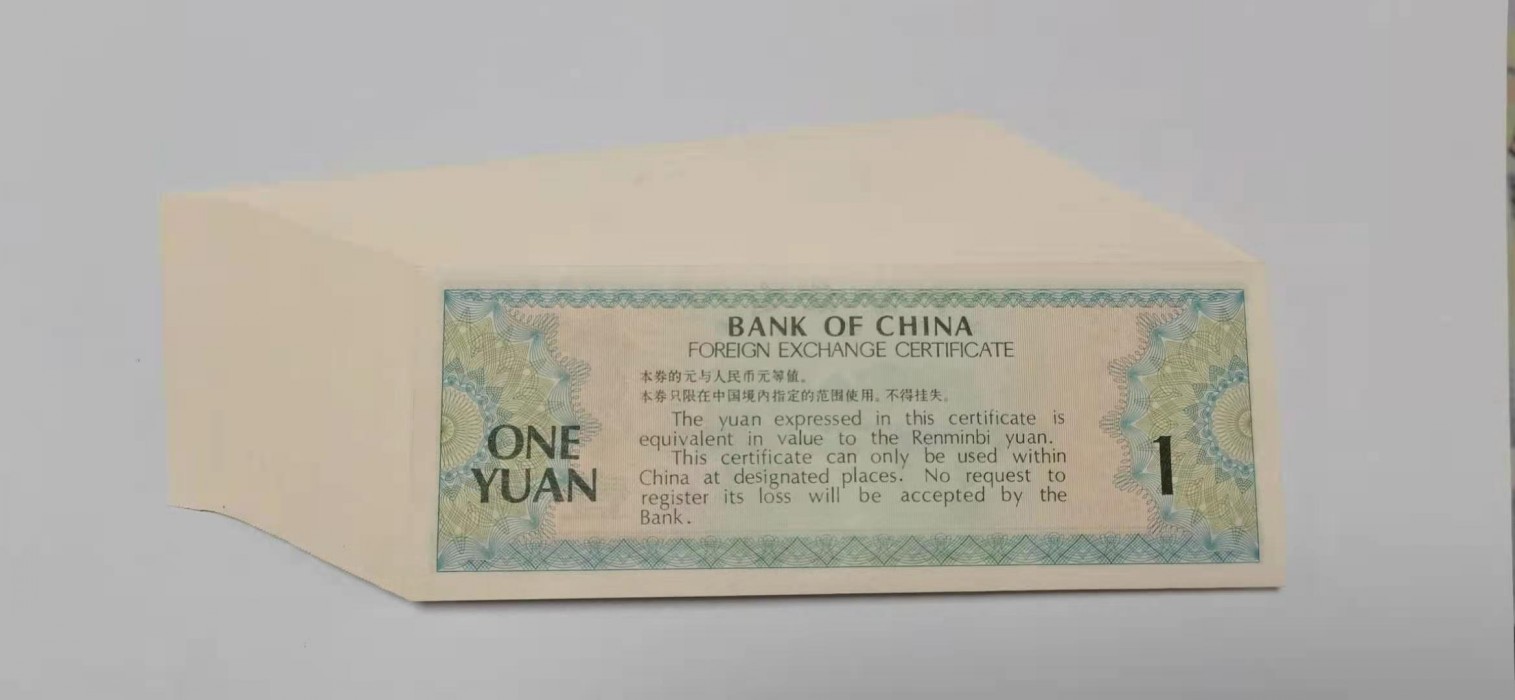 BANK OF CHINA
FOREIGN EXCHANGE CERTIFICATE
本券的元与人民币元等值。
本券只限在中国境内指定的范围使用。不得挂失。
The yuan expressed in this certificate is
equivalent in value to the Renminbi yuan.
This certificate can only be used within
China at designated places. No request to
register its loss will be accepted by the
Bank.
ONE
YUAN
1